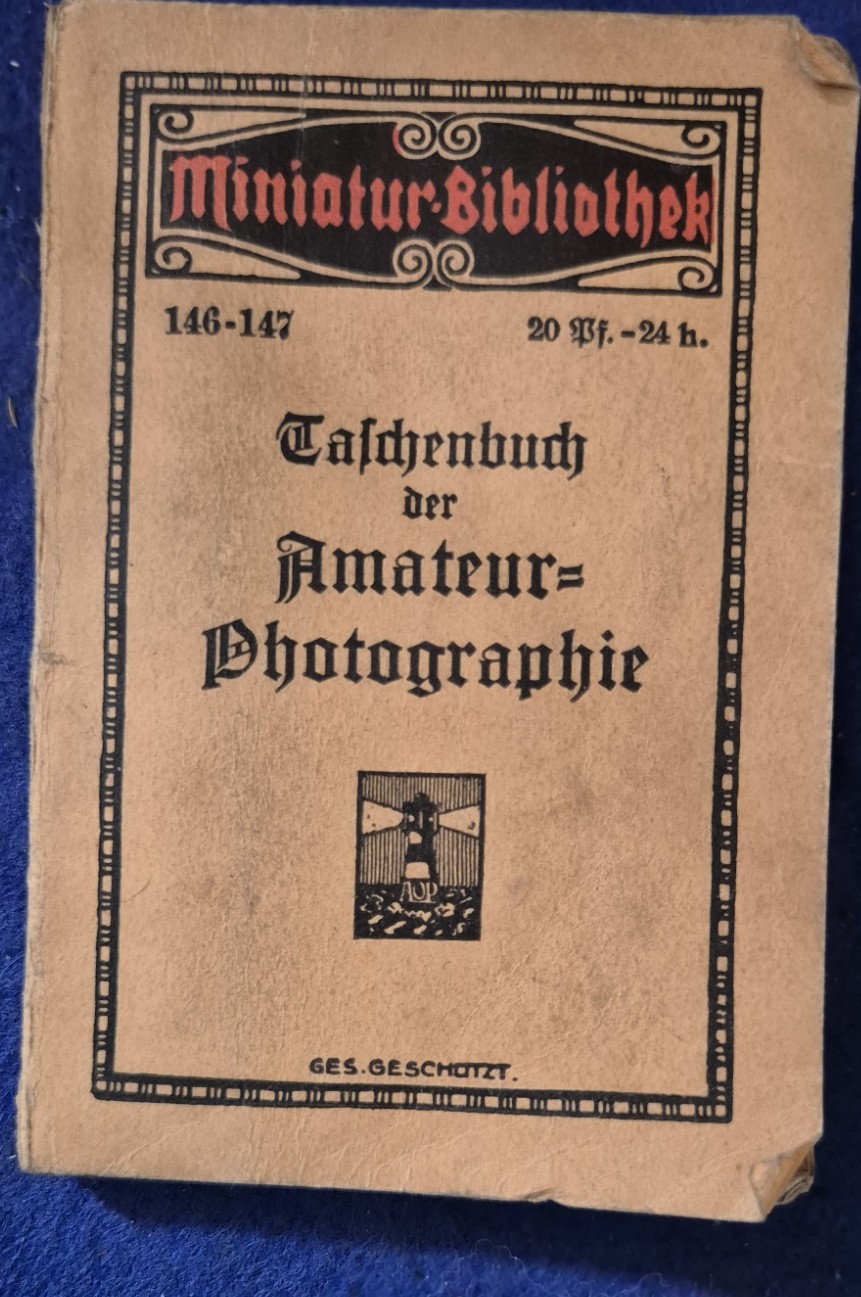 Miniatur-Bibliothek
146-147
20 Pf. - 24 h.
Taſchenbuch
der
Amateur=
Photographie
AOP
GES. GESCHÜTZT.